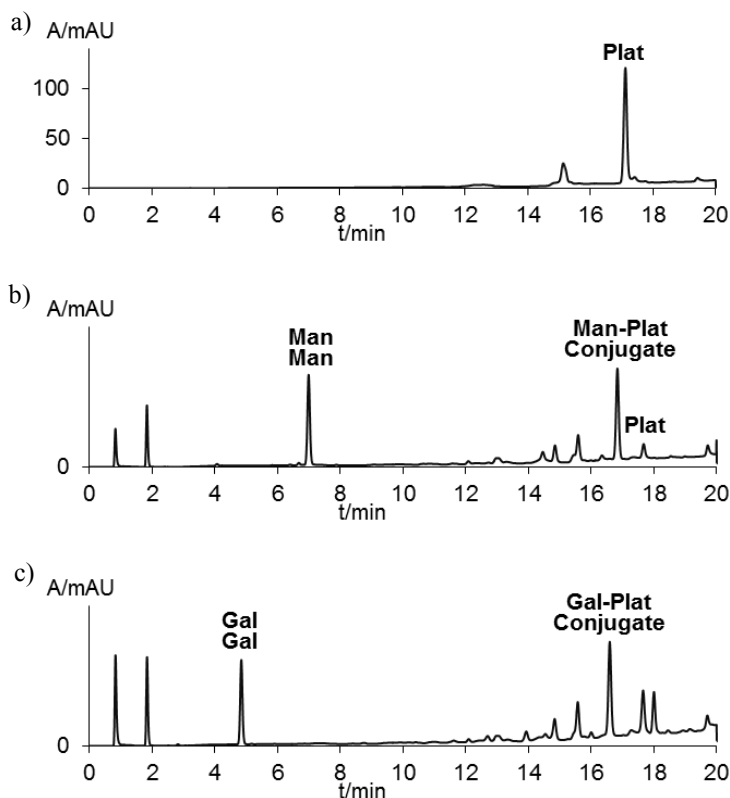 a)
A/mAU
Plat
100
50
0
0 2 4 6 8 10 12 14 16 18 20
t/min
b)
A/mAU
Man
Man
Man-Plat
Conjugate
Plat
0
0 2 4 6 8 10 12 14 16 18 20
t/min
c)
A/mAU
Gal
Gal
Gal-Plat
Conjugate
0
0 2 4 6 8 10 12 14 16 18 20
t/min